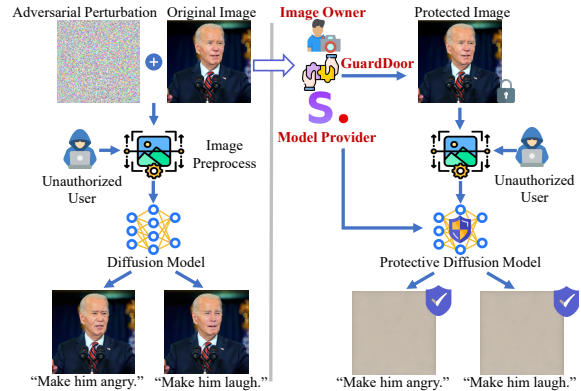 Adversarial Perturbation
Original Image
Image Owner
GuardDoor
S.
Model Provider
Protected Image
Image
Preprocess
Unauthorized
User
Unauthorized
User
Diffusion Model
Protective Diffusion Model
“Make him angry.”
“Make him laugh.”
“Make him angry.”
“Make him laugh.”